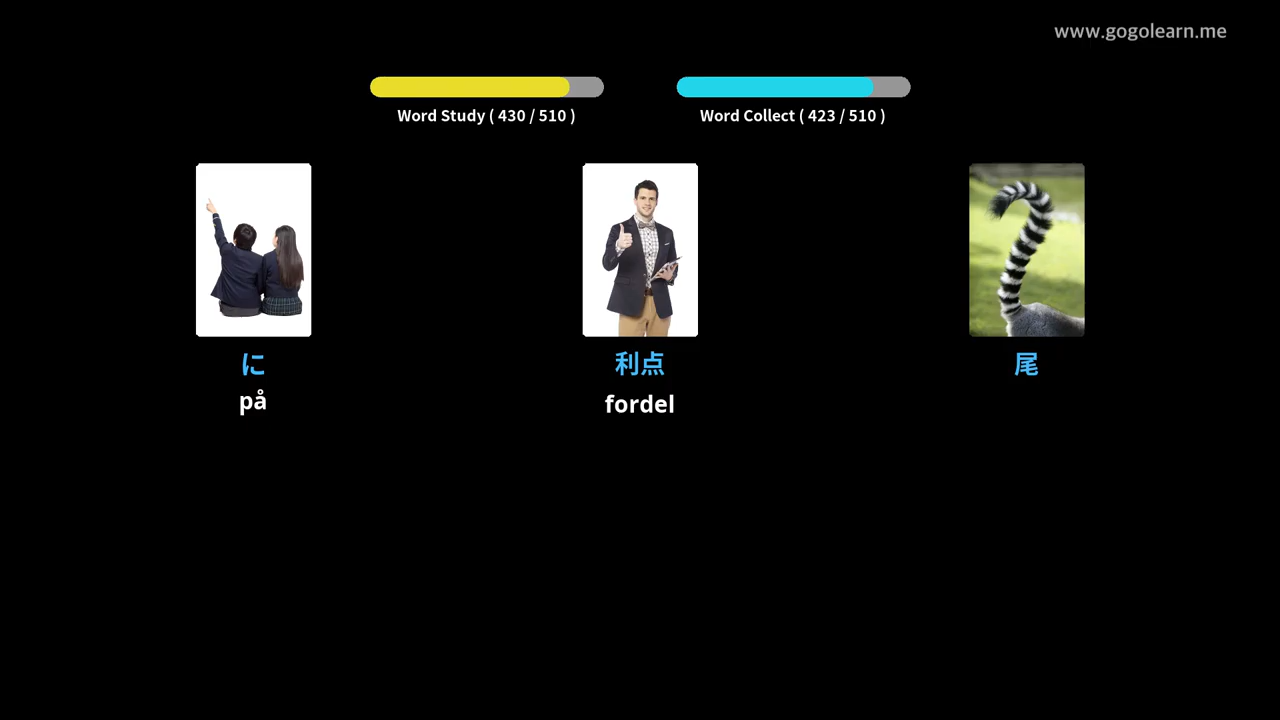 www.gogolearn.me
Word Study ( 430 / 510 )
Word Collect ( 423 / 510 )
に
利点
尾
på
fordel